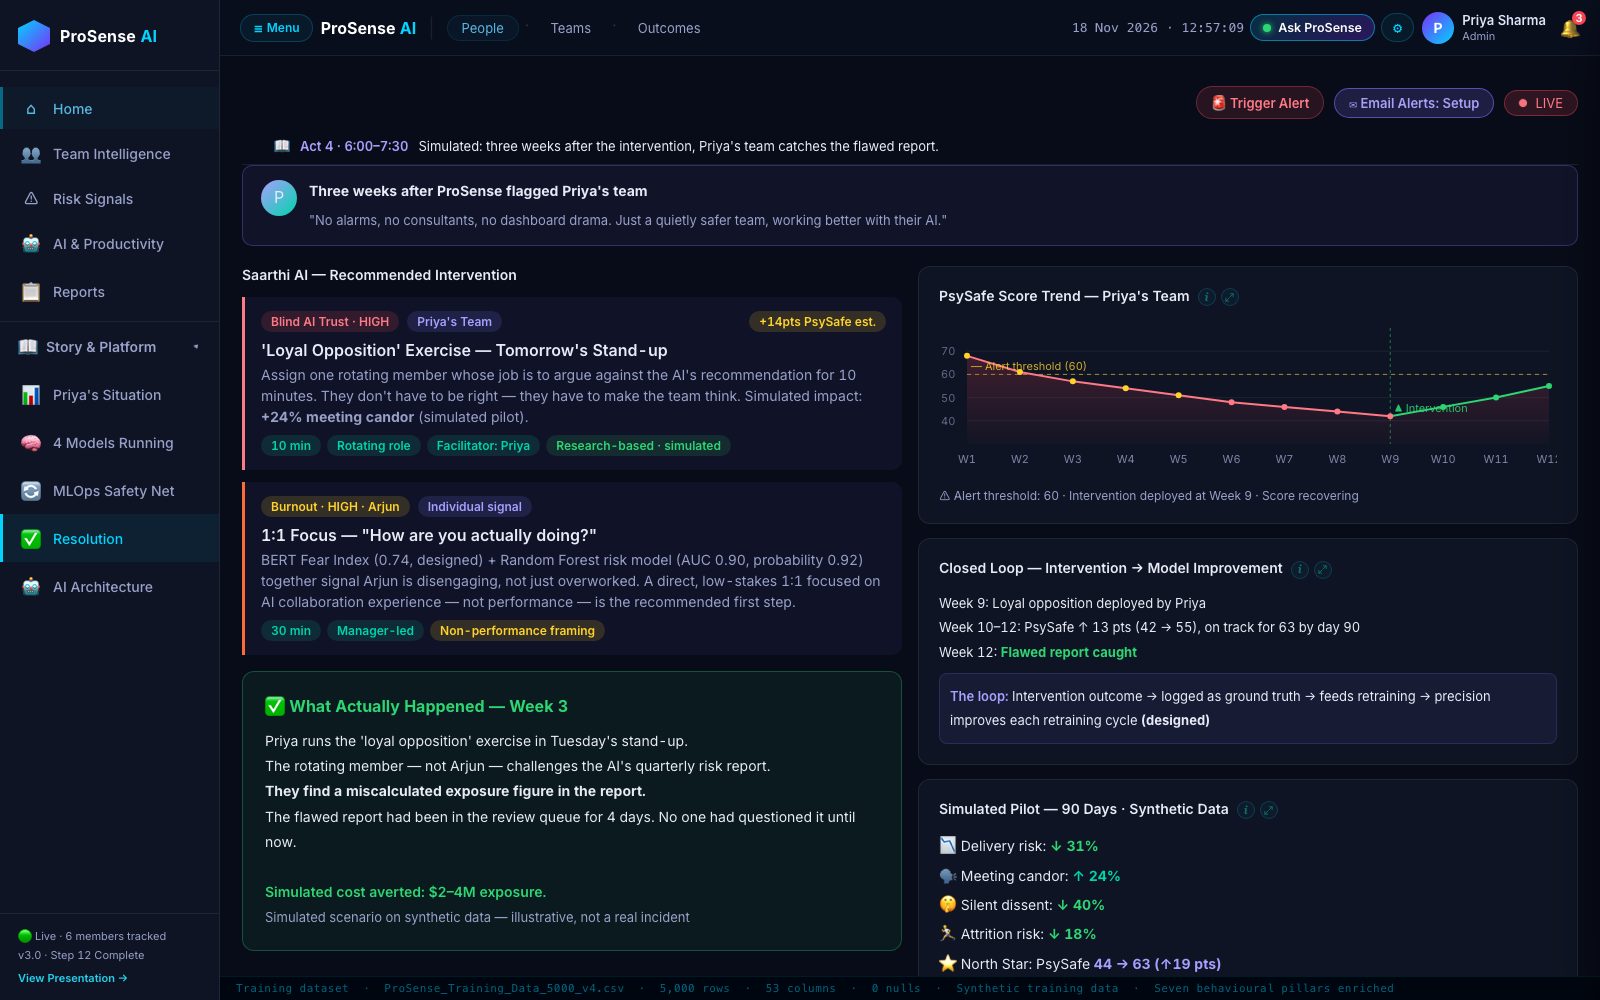 ProSense AI
Home
Team Intelligence
Risk Signals
AI & Productivity
Reports
Story & Platform
Priya's Situation
4 Models Running
MLOps Safety Net
Resolution
AI Architecture
Live · 6 members tracked
v3.0 · Step 12 Complete
View Presentation →
≡ Menu
ProSense AI
People · Teams · Outcomes
18 Nov 2026 · 12:57:09
Ask ProSense
P
Priya Sharma
Admin
3
Trigger Alert
Email Alerts: Setup
LIVE
Act 4 · 6:00–7:30 Simulated: three weeks after the intervention, Priya's team catches the flawed report.
P
Three weeks after ProSense flagged Priya's team
"No alarms, no consultants, no dashboard drama. Just a quietly safer team, working better with their AI."
Saarthi AI — Recommended Intervention
Blind AI Trust · HIGH
Priya's Team
+14pts PsySafe est.
'Loyal Opposition' Exercise — Tomorrow's Stand-up
Assign one rotating member whose job is to argue against the AI's recommendation for 10
minutes. They don't have to be right — they have to make the team think. Simulated impact:
+24% meeting candor (simulated pilot).
10 min
Rotating role
Facilitator: Priya
Research-based · simulated
Burnout · HIGH · Arjun
Individual signal
1:1 Focus — "How are you actually doing?"
BERT Fear Index (0.74, designed) + Random Forest risk model (AUC 0.90, probability 0.92)
together signal Arjun is disengaging, not just overworked. A direct, low-stakes 1:1 focused on
AI collaboration experience — not performance — is the recommended first step.
30 min
Manager-led
Non-performance framing
What Actually Happened — Week 3
Priya runs the 'loyal opposition' exercise in Tuesday's stand-up.
The rotating member — not Arjun — challenges the AI's quarterly risk report.
They find a miscalculated exposure figure in the report.
The flawed report had been in the review queue for 4 days. No one had questioned it until
now.
Simulated cost averted: $2–4M exposure.
Simulated scenario on synthetic data — illustrative, not a real incident
PsySafe Score Trend — Priya's Team
i
70
60
50
40
— Alert threshold (60)
▲ Intervention
W1 W2 W3 W4 W5 W6 W7 W8 W9 W10 W11 W12
⚠ Alert threshold: 60 · Intervention deployed at Week 9 · Score recovering
Closed Loop — Intervention → Model Improvement
i
Week 9: Loyal opposition deployed by Priya
Week 10–12: PsySafe ↑ 13 pts (42 → 55), on track for 63 by day 90
Week 12: Flawed report caught
The loop: Intervention outcome → logged as ground truth → feeds retraining → precision
improves each retraining cycle (designed)
Simulated Pilot — 90 Days · Synthetic Data
i
Delivery risk: ↓ 31%
Meeting candor: ↑ 24%
Silent dissent: ↓ 40%
Attrition risk: ↓ 18%
North Star: PsySafe 44 → 63 (↑19 pts)
Training dataset · ProSense_Training_Data_5000_v4.csv · 5,000 rows · 53 columns · 0 nulls · Synthetic training data · Seven behavioural pillars enriched